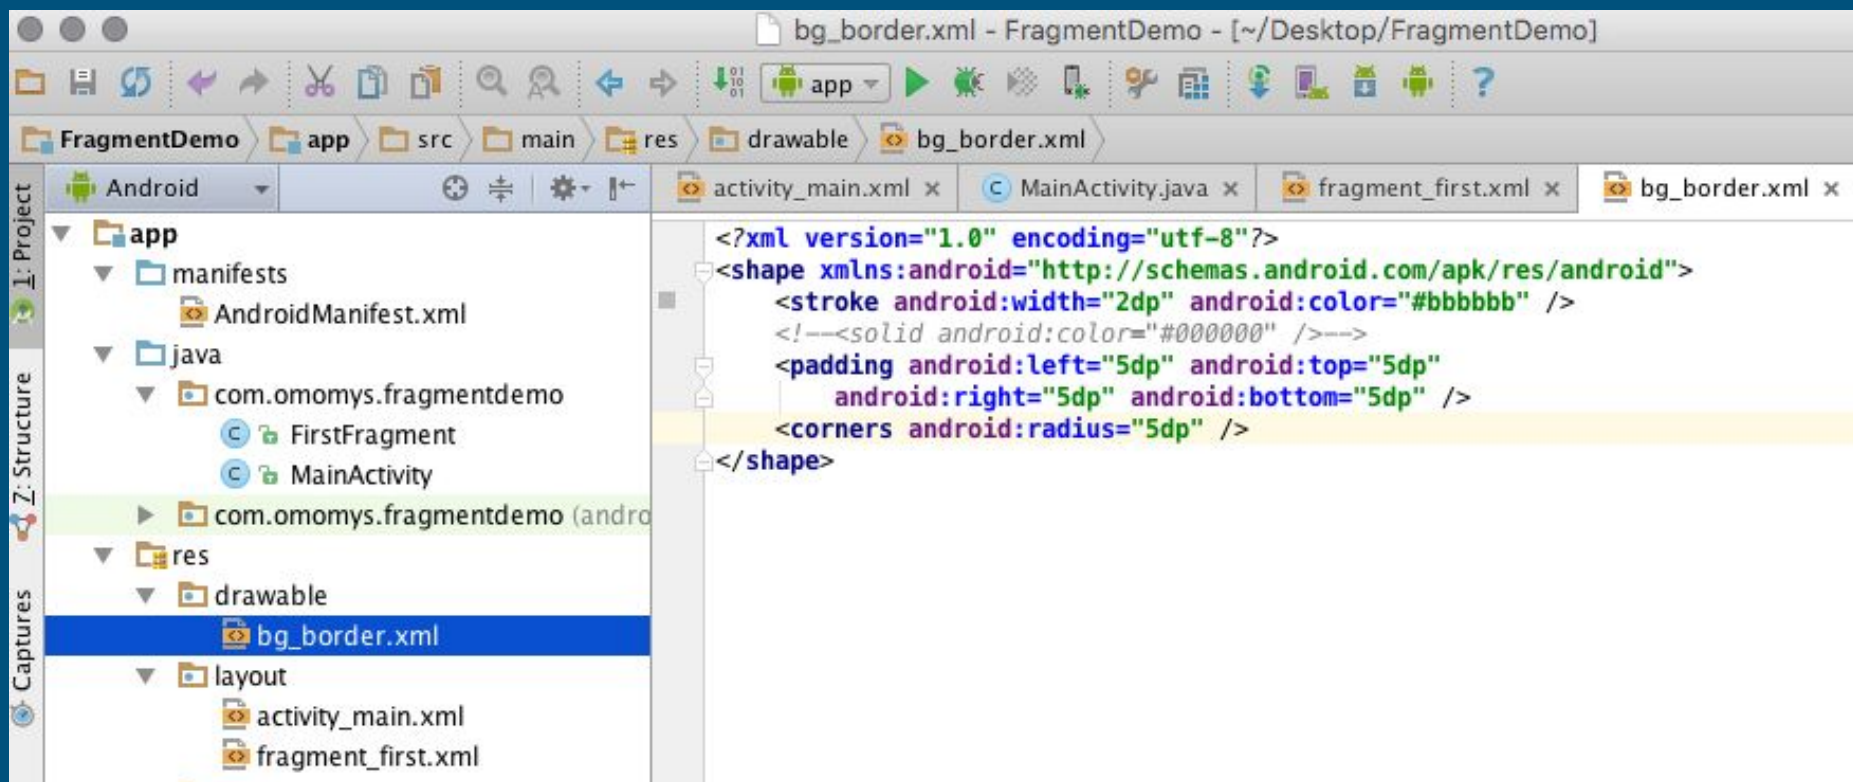 bg_border.xml - FragmentDemo - [~/Desktop/FragmentDemo]
app
?
FragmentDemo app src main res drawable bg_border.xml
Android
activity_main.xml MainActivity.java fragment_first.xml bg_border.xml
1: Project
Z: Structure
Captures
app
manifests
AndroidManifest.xml
java
com.omomys.fragmentdemo
FirstFragment
MainActivity
com.omomys.fragmentdemo (andro
res
drawable
bg_border.xml
layout
activity_main.xml
fragment_first.xml
<?xml version="1.0" encoding="utf-8"?>
<shape xmlns:android="http://schemas.android.com/apk/res/android">
<stroke android:width="2dp" android:color="#bbbbbb" />
<!--<solid android:color="#000000" />-->
<padding android:left="5dp" android:top="5dp"
android:right="5dp" android:bottom="5dp" />
<corners android:radius="5dp" />
</shape>